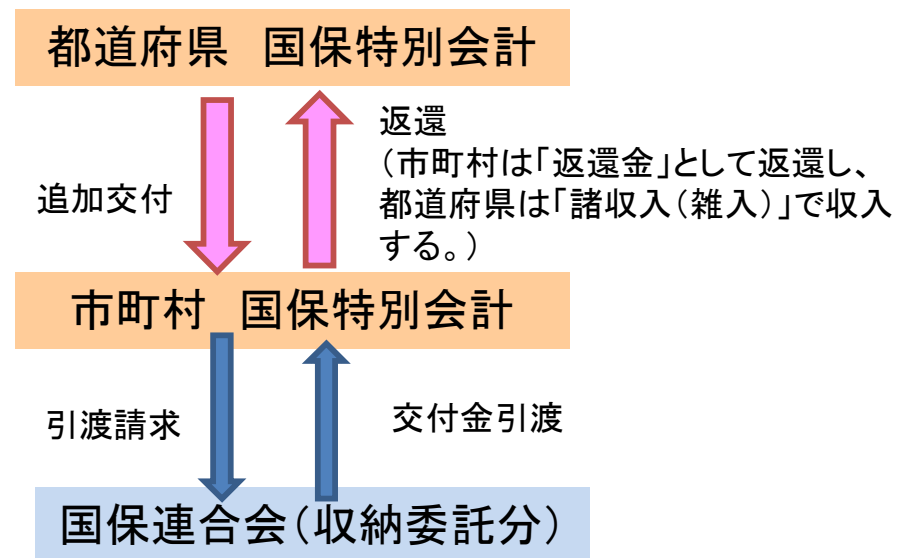 都道府県　国保特別会計
返還
（市町村は「返還金」として返還し、
都道府県は「諸収入（雑入）」で収入
する。）
追加交付
市町村　国保特別会計
引渡請求
交付金引渡
国保連合会（収納委託分）